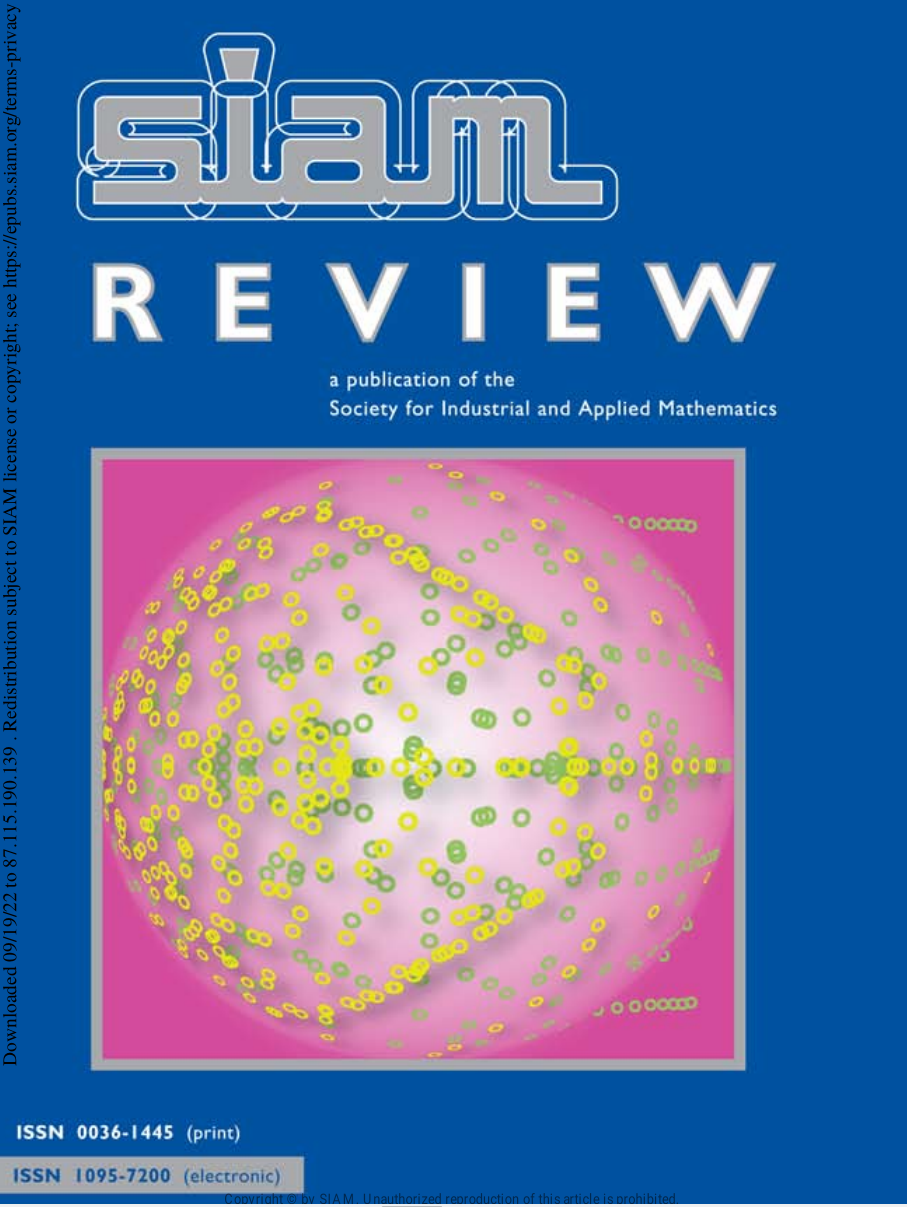 siam
REVIEW
a publication of the
Society for Industrial and Applied Mathematics
ISSN 0036-1445 (print)
ISSN 1095-7200 (electronic)
Copyright © by SIAM. Unauthorized reproduction of this article is prohibited.
Downloaded 09/19/22 to 87.115.190.139 . Redistribution subject to SIAM license or copyright; see https://epubs.siam.org/terms-privacy